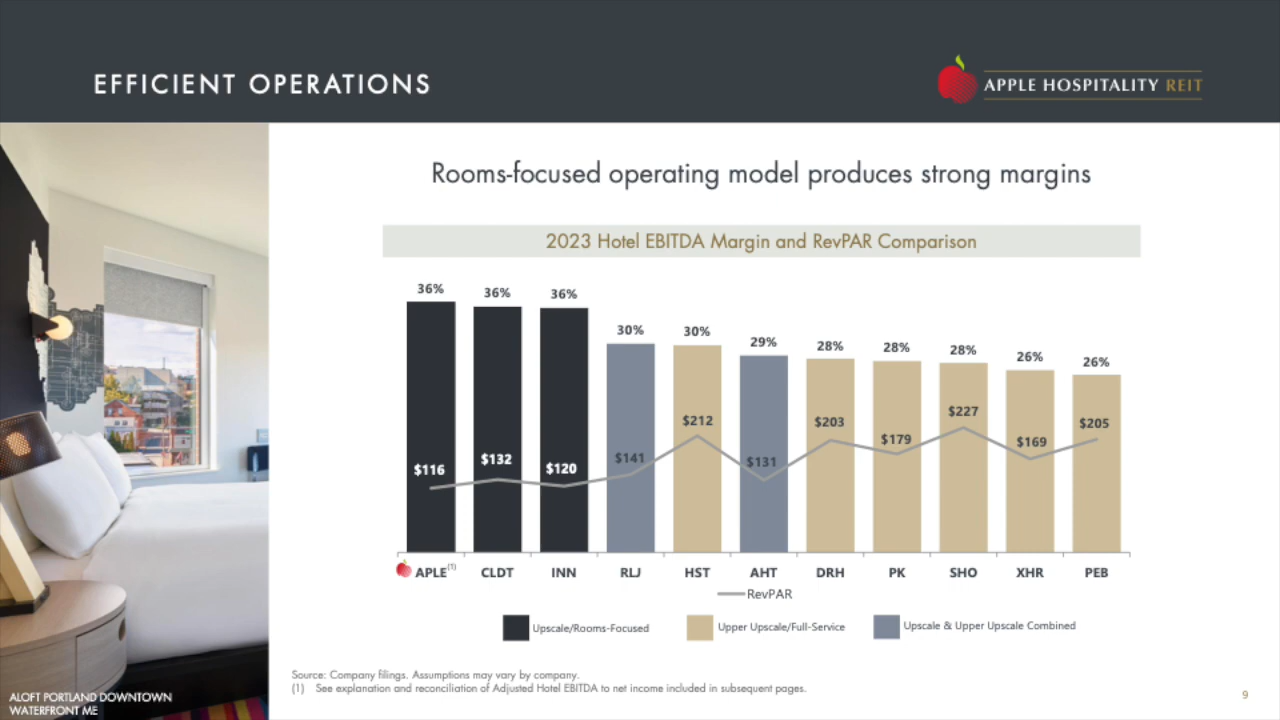 EFFICIENT OPERATIONS
APPLE HOSPITALITY REIT
Rooms-focused operating model produces strong margins
2023 Hotel EBITDA Margin and RevPAR Comparison
36% 36% 36% 30% 30% 29% 28% 28% 28% 26% 26%
$116 $132 $120 $141 $212 $131 $203 $179 $227 $169 $205
APLE(1) CLDT INN RLJ HST AHT DRH PK SHO XHR PEB
RevPAR
Upscale/Rooms-Focused Upper Upscale/Full-Service Upscale & Upper Upscale Combined
Source: Company filings. Assumptions may vary by company.
(1) See explanation and reconciliation of Adjusted Hotel EBITDA to net income included in subsequent pages.
ALOFT PORTLAND DOWNTOWN
WATERFRONT ME
9